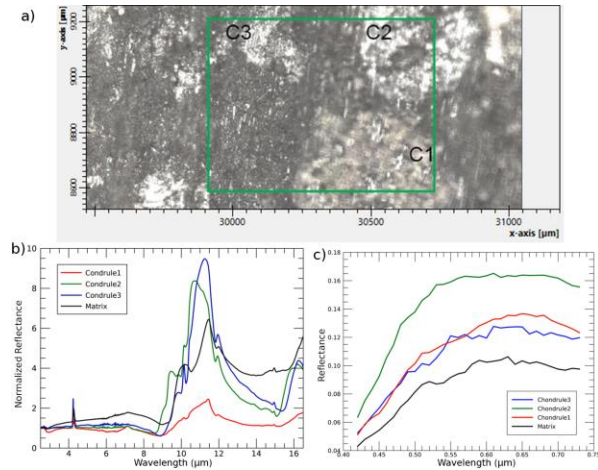 a)
y-axis [μm]
9200
9000
8800
8600
C3
C2
C1
30000
30500
31000
x-axis [μm]
b)
Normalized Reflectance
10
8
6
4
2
0
Condrule1
Condrule2
Condrule3
Matrix
4
6
8
10
12
14
16
Wavelength (μm)
c)
Reflectance
0.18
0.16
0.14
0.12
0.10
0.08
0.06
0.04
Chondrule3
Chondrule2
Chondrule1
Matrix
0.40
0.45
0.50
0.55
0.60
0.65
0.70
Wavelength (μm)